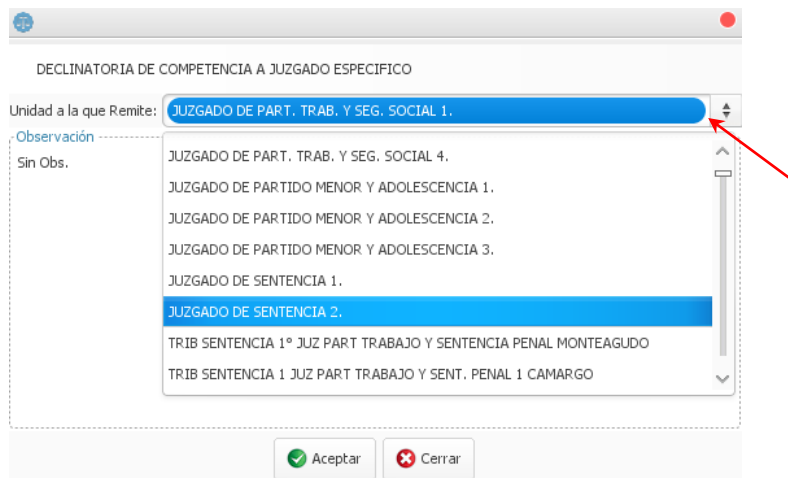 DECLINATORIA DE COMPETENCIA A JUZGADO ESPECIFICO
Unidad a la que Remite: JUZGADO DE PART. TRAB. Y SEG. SOCIAL 1.
Observación
Sin Obs.
JUZGADO DE PART. TRAB. Y SEG. SOCIAL 4.
JUZGADO DE PARTIDO MENOR Y ADOLESCENCIA 1.
JUZGADO DE PARTIDO MENOR Y ADOLESCENCIA 2.
JUZGADO DE PARTIDO MENOR Y ADOLESCENCIA 3.
JUZGADO DE SENTENCIA 1.
JUZGADO DE SENTENCIA 2.
TRIB SENTENCIA 1º JUZ PART TRABAJO Y SENTENCIA PENAL MONTEAGUDO
TRIB SENTENCIA 1 JUZ PART TRABAJO Y SENT. PENAL 1 CAMARGO
Aceptar Cerrar